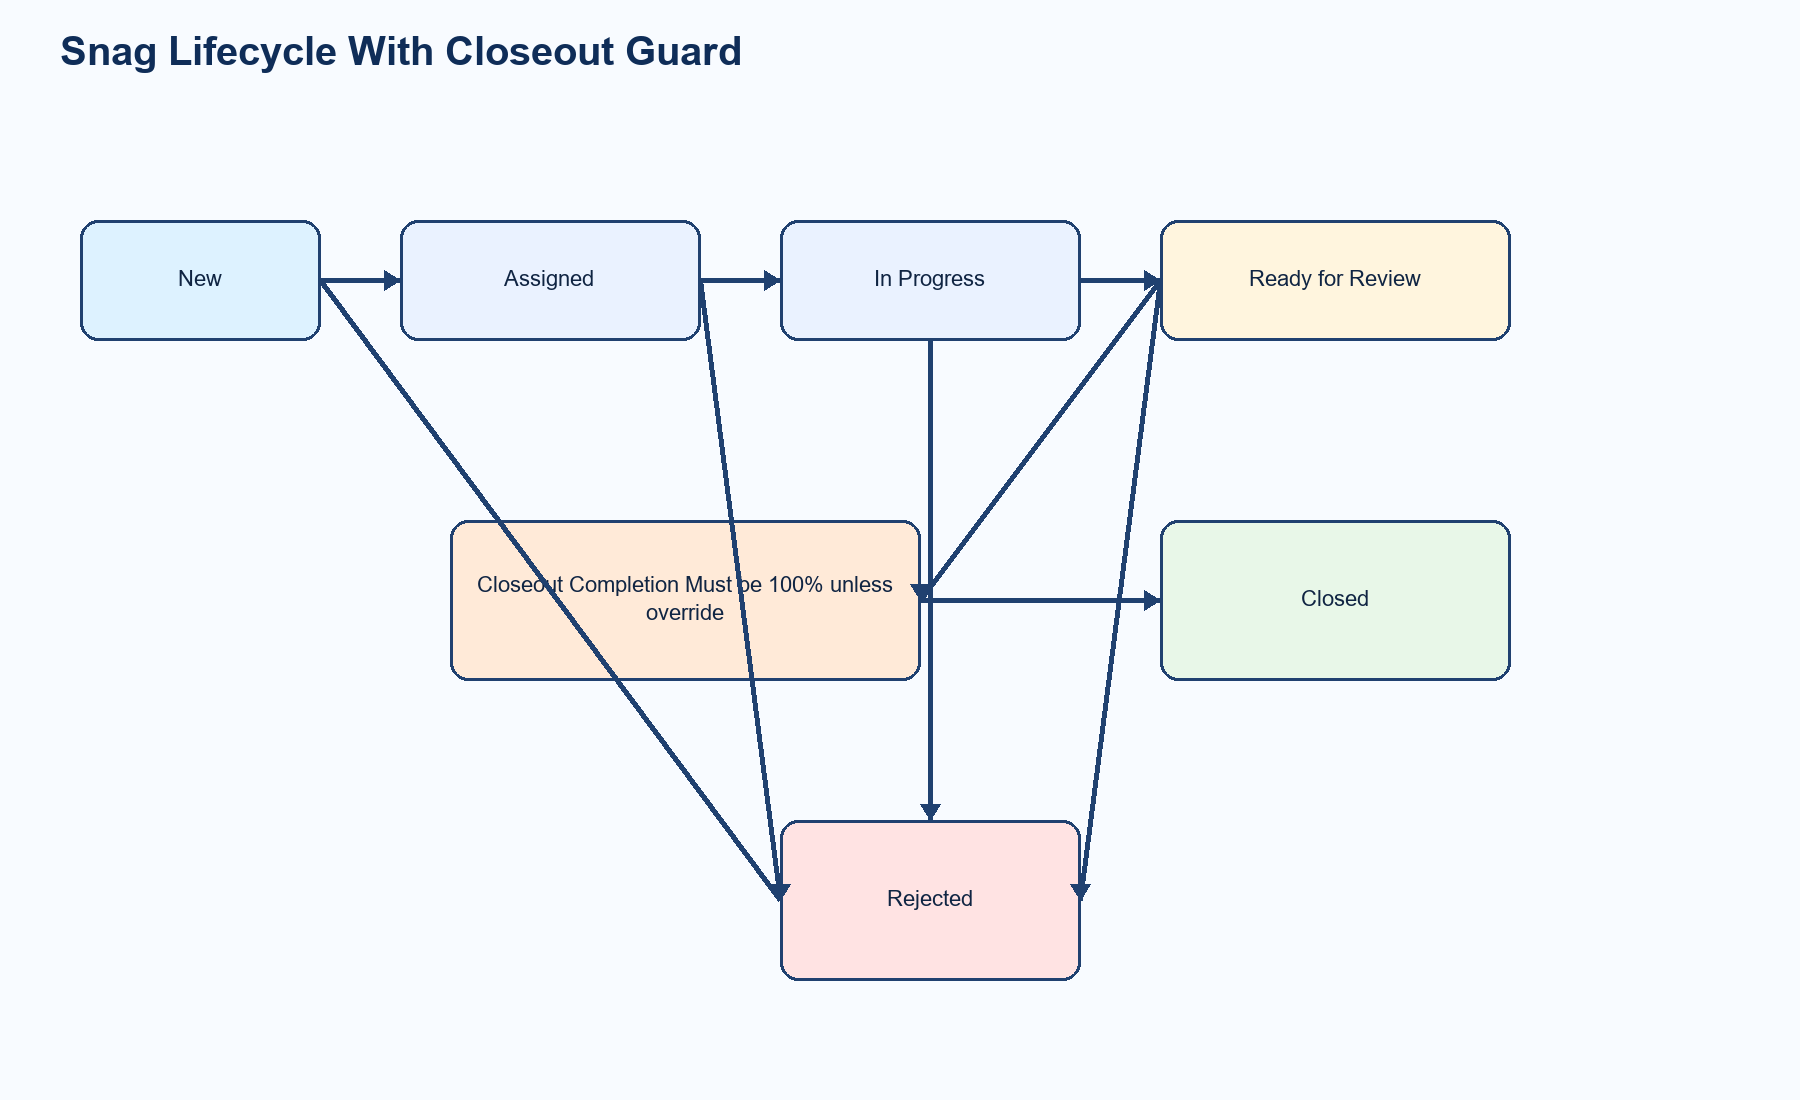 Snag Lifecycle With Closeout Guard
New
Assigned
In Progress
Ready for Review
Closeout Completion Must be 100% unless
override
Closed
Rejected